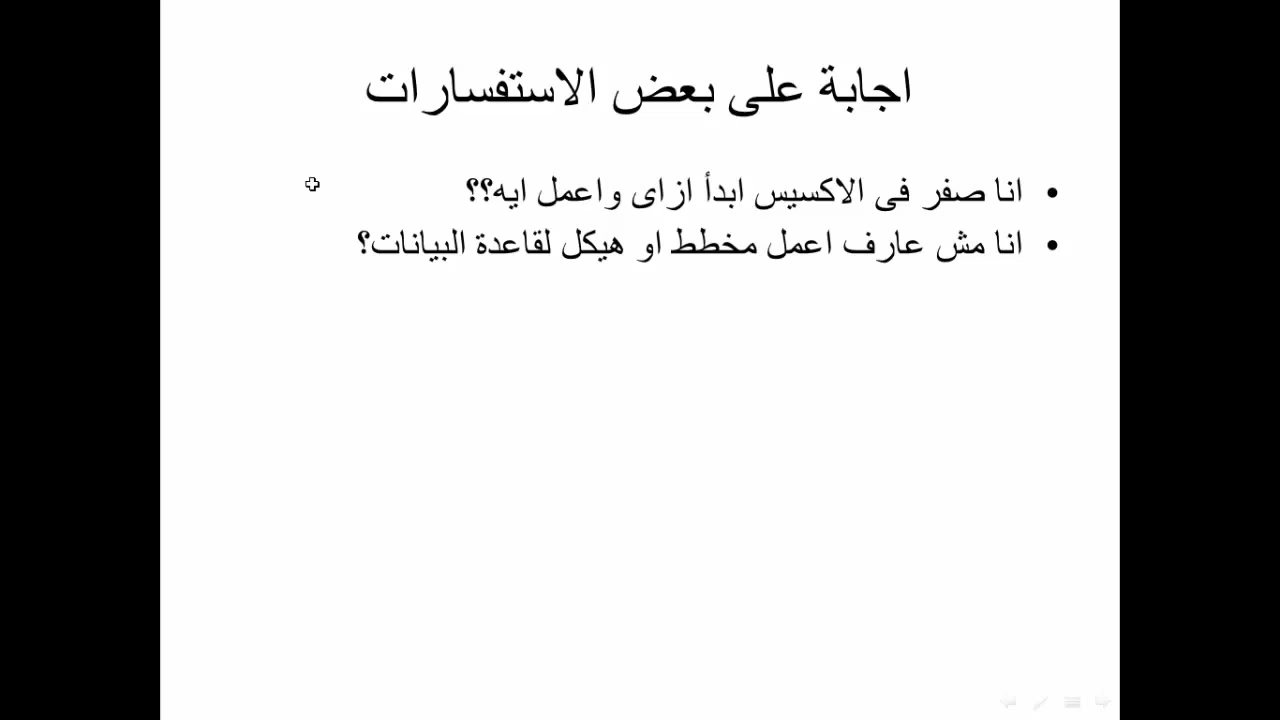 اجابة على بعض الاستفسارات
• انا صفر فى الاكسيس ابدأ ازاى واعمل ايه؟؟
• انا مش عارف اعمل مخطط او هيكل لقاعدة البيانات؟